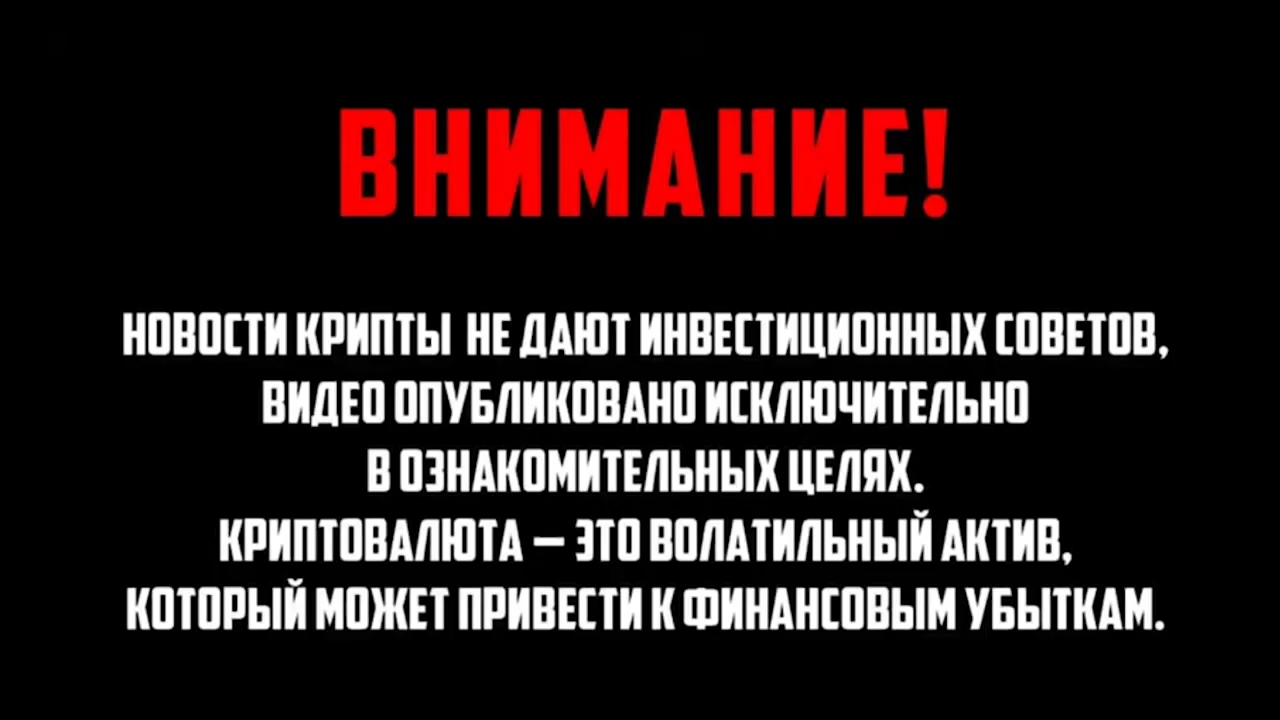 ВНИМАНИЕ!
НОВОСТИ КРИПТЫ НЕ ДАЮТ ИНВЕСТИЦИОННЫХ СОВЕТОВ,
ВИДЕО ОПУБЛИКОВАНО ИСКЛЮЧИТЕЛЬНО
В ОЗНАКОМИТЕЛЬНЫХ ЦЕЛЯХ.
КРИПТОВАЛЮТА — ЭТО ВОЛАТИЛЬНЫЙ АКТИВ,
КОТОРЫЙ МОЖЕТ ПРИВЕСТИ К ФИНАНСОВЫМ УБЫТКАМ.